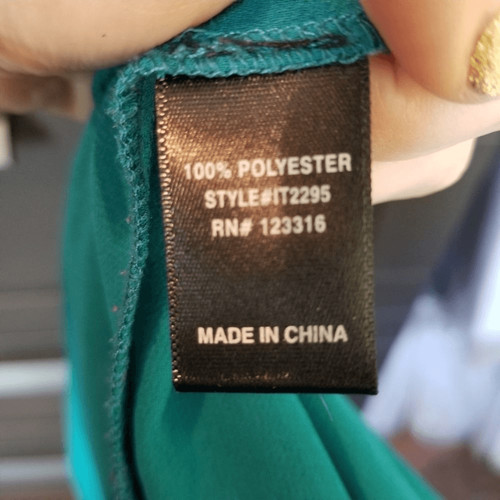 100% POLYESTER
STYLE#IT2295
RN# 123316
MADE IN CHINA